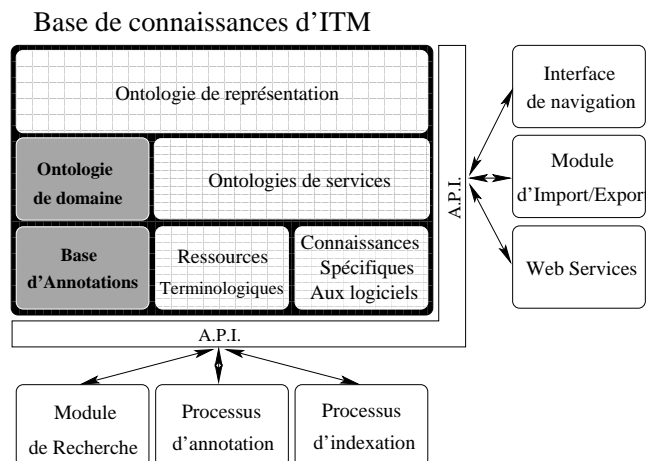 Base de connaissances d'ITM
Ontologie de représentation
Ontologie
de domaine
Ontologies de services
Base
d'Annotations
Ressources
Terminologiques
Connaissances
Spécifiques
Aux logiciels
A.P.I.
A.P.I.
Interface
de navigation
Module
d'Import/Export
Web Services
Module
de Recherche
Processus
d'annotation
Processus
d'indexation